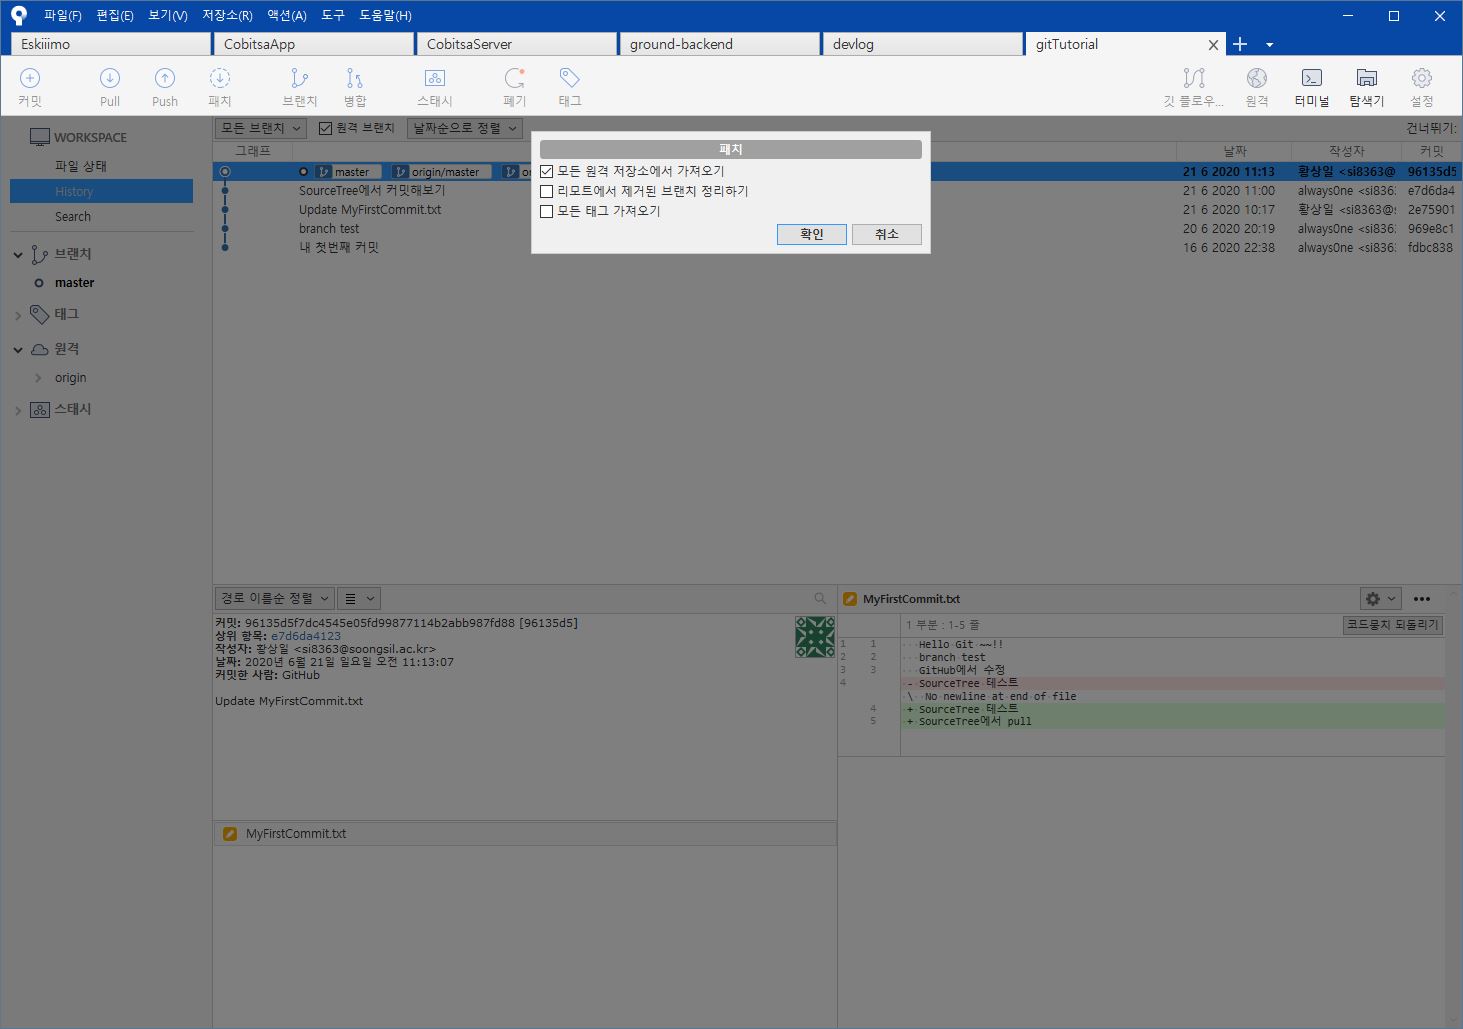 파일(F) 편집(E) 보기(V) 저장소(R) 액션(A) 도구 도움말(H)
Eskiiimo CobitsaApp CobitsaServer ground-backend devlog gitTutorial
커밋 Pull Push 패치 브랜치 병합 스태시 폐기 태그 깃 플로우... 원격 터미널 탐색기 설정
WORKSPACE
파일 상태
History
Search
브랜치
master
태그
원격
origin
스태시
모든 브랜치 원격 브랜치 날짜순으로 정렬 건너뛰기:
그래프 날짜 작성자 커밋
master origin/master 21 6 2020 11:13 황상일 <si8363@ 96135d5
SourceTree에서 커밋해보기 21 6 2020 11:00 always0ne <si8363 e7d6da4
Update MyFirstCommit.txt 21 6 2020 10:17 황상일 <si8363@s 2e75901
branch test 20 6 2020 20:19 always0ne <si8363 969e8c1
내 첫번째 커밋 16 6 2020 22:38 always0ne <si8363 fdbc838
패치
모든 원격 저장소에서 가져오기
리모트에서 제거된 브랜치 정리하기
모든 태그 가져오기
확인 취소
경로 이름순 정렬
커밋: 96135d5f7dc4545e05fd99877114b2abb987fd88 [96135d5]
상위 항목: e7d6da4123
작성자: 황상일 <si8363@soongsil.ac.kr>
날짜: 2020년 6월 21일 일요일 오전 11:13:07
커밋한 사람: GitHub
Update MyFirstCommit.txt
MyFirstCommit.txt
MyFirstCommit.txt
1 부분 : 1-5 줄 코드뭉치 되돌리기
1 1 Hello Git ~~!!
2 2 branch test
3 3 GitHub에서 수정
4 - SourceTree 테스트
\ No newline at end of file
4 + SourceTree 테스트
5 + SourceTree에서 pull